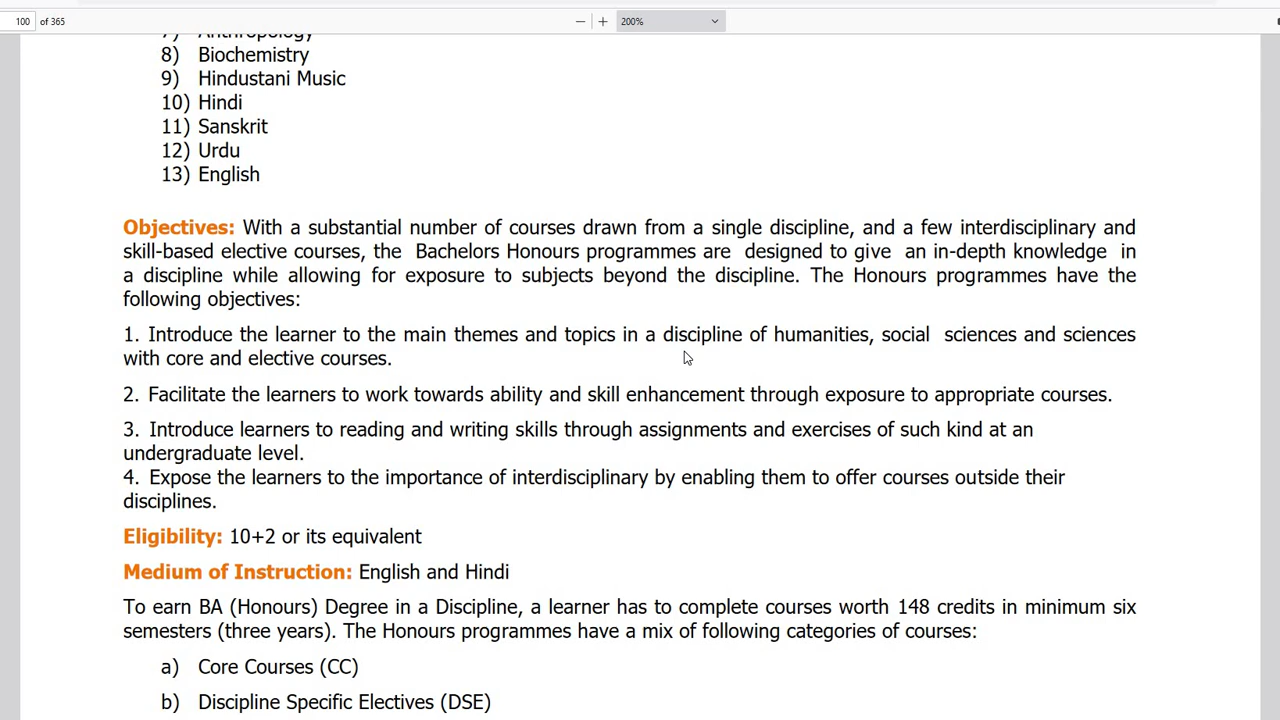 100 of 365 200%
7) Anthropology
8) Biochemistry
9) Hindustani Music
10) Hindi
11) Sanskrit
12) Urdu
13) English
Objectives: With a substantial number of courses drawn from a single discipline, and a few interdisciplinary and
skill-based elective courses, the Bachelors Honours programmes are designed to give an in-depth knowledge in
a discipline while allowing for exposure to subjects beyond the discipline. The Honours programmes have the
following objectives:
1. Introduce the learner to the main themes and topics in a discipline of humanities, social sciences and sciences
with core and elective courses.
2. Facilitate the learners to work towards ability and skill enhancement through exposure to appropriate courses.
3. Introduce learners to reading and writing skills through assignments and exercises of such kind at an
undergraduate level.
4. Expose the learners to the importance of interdisciplinary by enabling them to offer courses outside their
disciplines.
Eligibility: 10+2 or its equivalent
Medium of Instruction: English and Hindi
To earn BA (Honours) Degree in a Discipline, a learner has to complete courses worth 148 credits in minimum six
semesters (three years). The Honours programmes have a mix of following categories of courses:
a) Core Courses (CC)
b) Discipline Specific Electives (DSE)